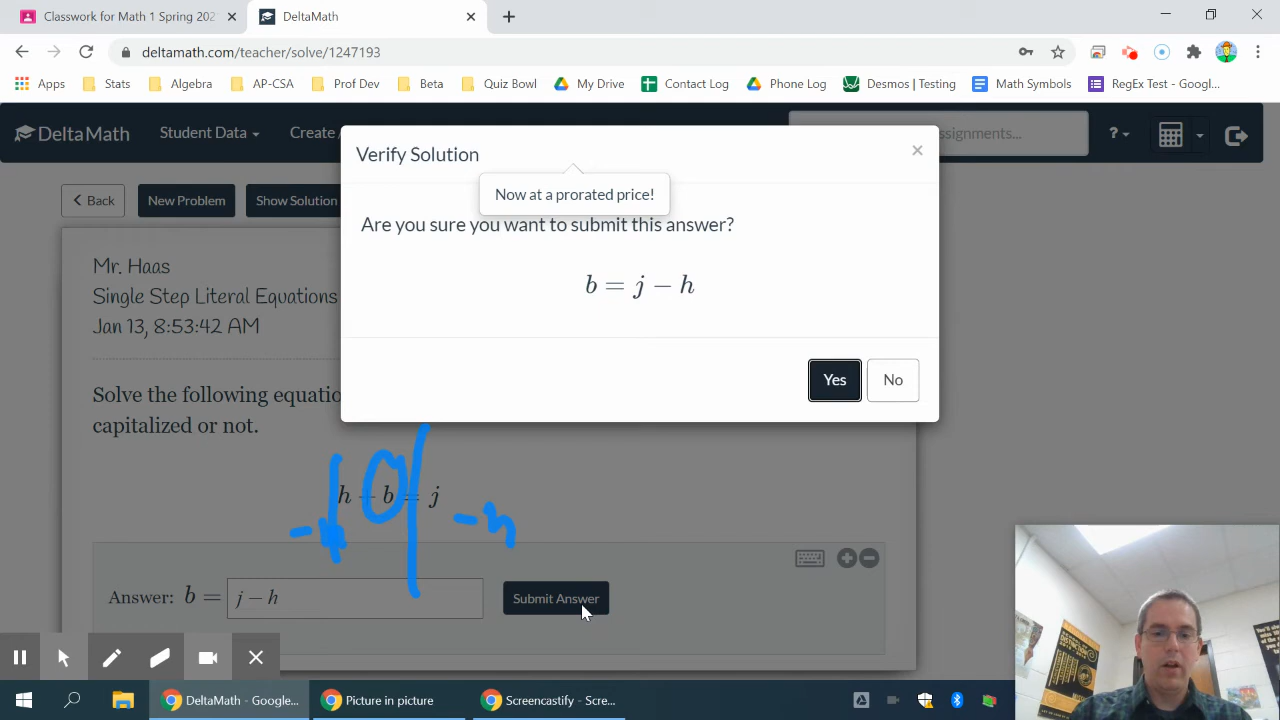 Classwork for Math 1 Spring 202
DeltaMath
deltamath.com/teacher/solve/1247193
Apps
Stats
Algebra
AP-CSA
Prof Dev
Beta
Quiz Bowl
My Drive
Contact Log
Phone Log
Desmos | Testing
Math Symbols
RegEx Test - Googl...
DeltaMath
Student Data
Create
ssignments...
?
Back
New Problem
Show Solution
Verify Solution
Now at a prorated price!
Are you sure you want to submit this answer?
b = j − h
Yes
No
Mr. Haas
Single Step Literal Equations
Jan 13, 8:53:42 AM
Solve the following equatio
capitalized or not.
h + b = j
-h
-h
Answer: b =
j − h
Submit Answer
DeltaMath - Google...
Picture in picture
Screencastify - Scre...